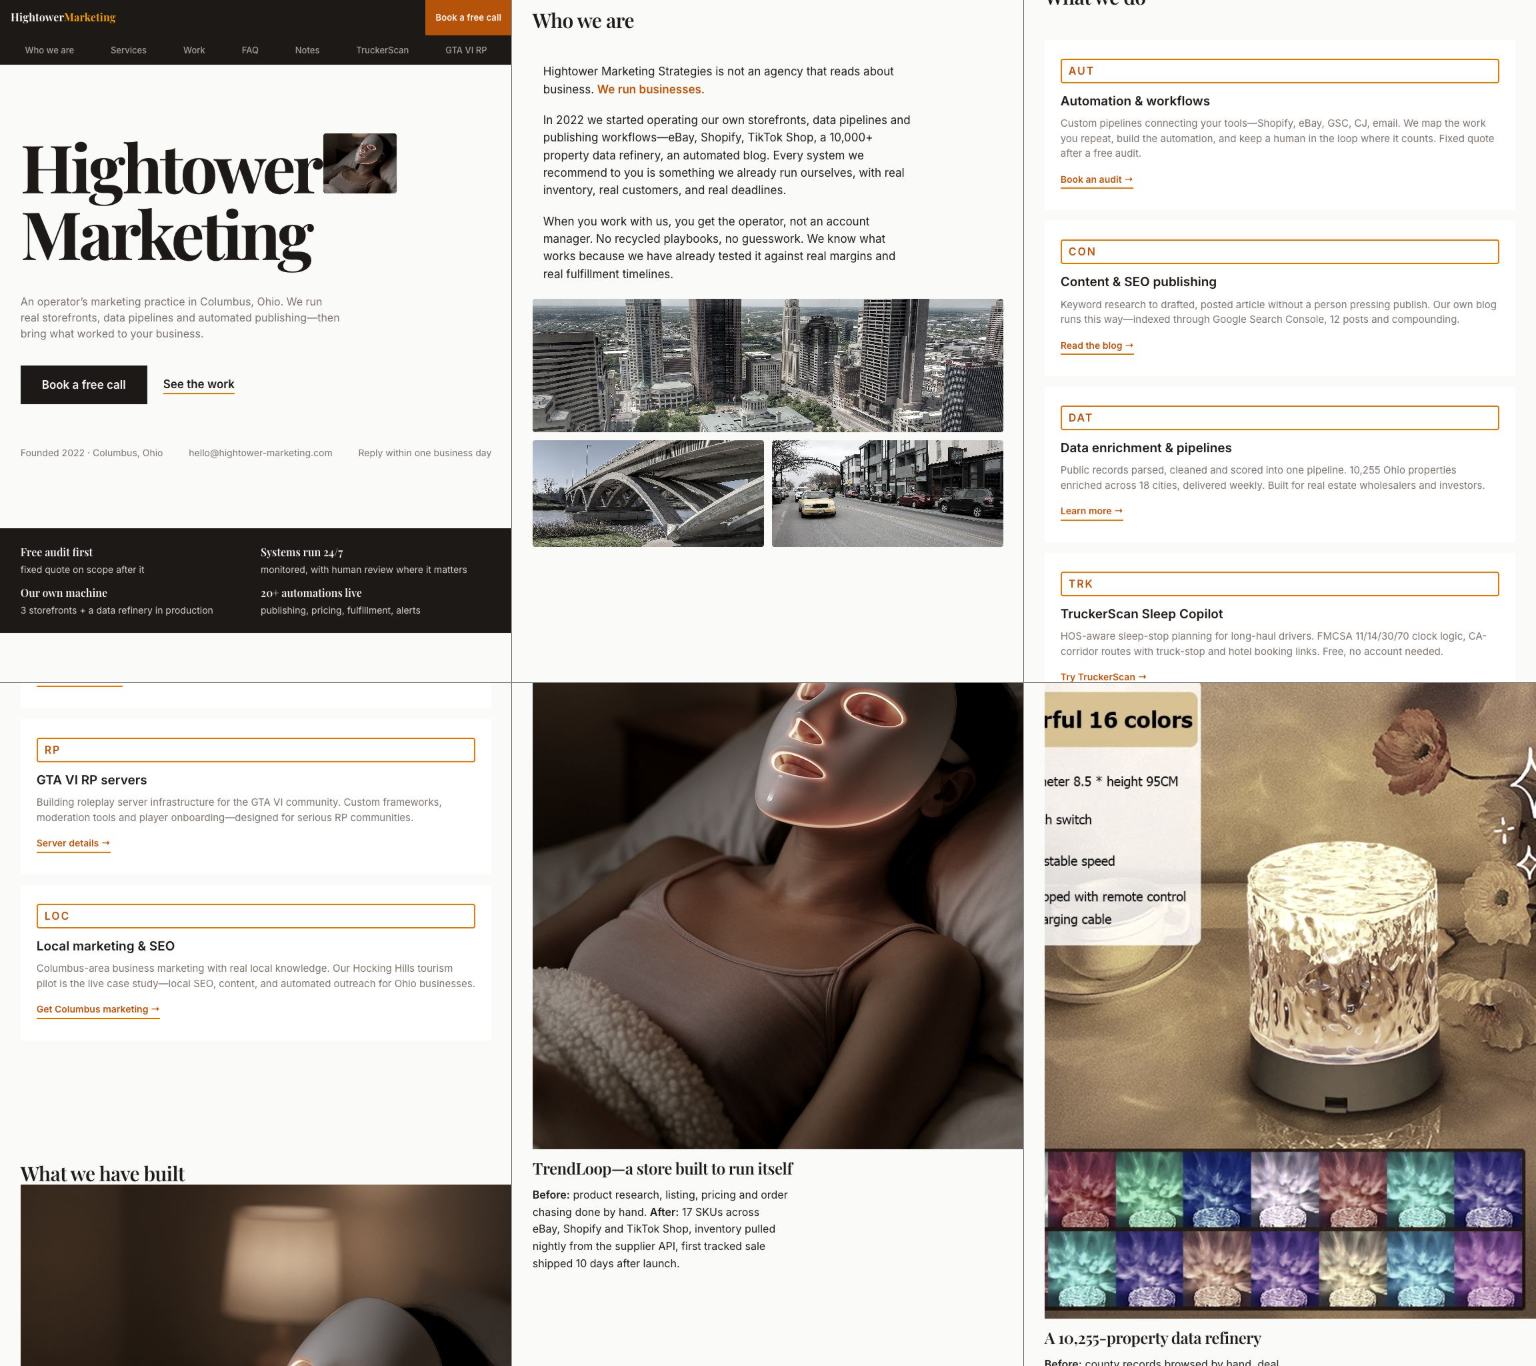 HightowerMarketing
Book a free call
Who we are
Services
Work
FAQ
Notes
TruckerScan
GTA VI RP
Hightower
Marketing
An operator's marketing practice in Columbus, Ohio. We run
real storefronts, data pipelines and automated publishing—then
bring what worked to your business.
Book a free call
See the work
Founded 2022 · Columbus, Ohio
hello@hightower-marketing.com
Reply within one business day
Free audit first
fixed quote on scope after it
Systems run 24/7
monitored, with human review where it matters
Our own machine
3 storefronts + a data refinery in production
20+ automations live
publishing, pricing, fulfillment, alerts
Who we are
Hightower Marketing Strategies is not an agency that reads about
business. We run businesses.
In 2022 we started operating our own storefronts, data pipelines and
publishing workflows—eBay, Shopify, TikTok Shop, a 10,000+
property data refinery, an automated blog. Every system we
recommend to you is something we already run ourselves, with real
inventory, real customers, and real deadlines.
When you work with us, you get the operator, not an account
manager. No recycled playbooks, no guesswork. We know what
works because we have already tested it against real margins and
real fulfillment timelines.
What we do
AUT
Automation & workflows
Custom pipelines connecting your tools—Shopify, eBay, GSC, CJ, email. We map the work
you repeat, build the automation, and keep a human in the loop where it counts. Fixed quote
after a free audit.
Book an audit →
CON
Content & SEO publishing
Keyword research to drafted, posted article without a person pressing publish. Our own blog
runs this way—indexed through Google Search Console, 12 posts and compounding.
Read the blog →
DAT
Data enrichment & pipelines
Public records parsed, cleaned and scored into one pipeline. 10,255 Ohio properties
enriched across 18 cities, delivered weekly. Built for real estate wholesalers and investors.
Learn more →
TRK
TruckerScan Sleep Copilot
HOS-aware sleep-stop planning for long-haul drivers. FMCSA 11/14/30/70 clock logic, CA-
corridor routes with truck-stop and hotel booking links. Free, no account needed.
Try TruckerScan →
RP
GTA VI RP servers
Building roleplay server infrastructure for the GTA VI community. Custom frameworks,
moderation tools and player onboarding—designed for serious RP communities.
Server details →
LOC
Local marketing & SEO
Columbus-area business marketing with real local knowledge. Our Hocking Hills tourism
pilot is the live case study—local SEO, content, and automated outreach for Ohio businesses.
Get Columbus marketing →
What we have built
TrendLoop—a store built to run itself
Before: product research, listing, pricing and order
chasing done by hand. After: 17 SKUs across
eBay, Shopify and TikTok Shop, inventory pulled
nightly from the supplier API, first tracked sale
shipped 10 days after launch.
rful 16 colors
neter 8.5 * height 95CM
h switch
stable speed
pped with remote control
arging cable
A 10,255-property data refinery
Before: county records browsed by hand, deal